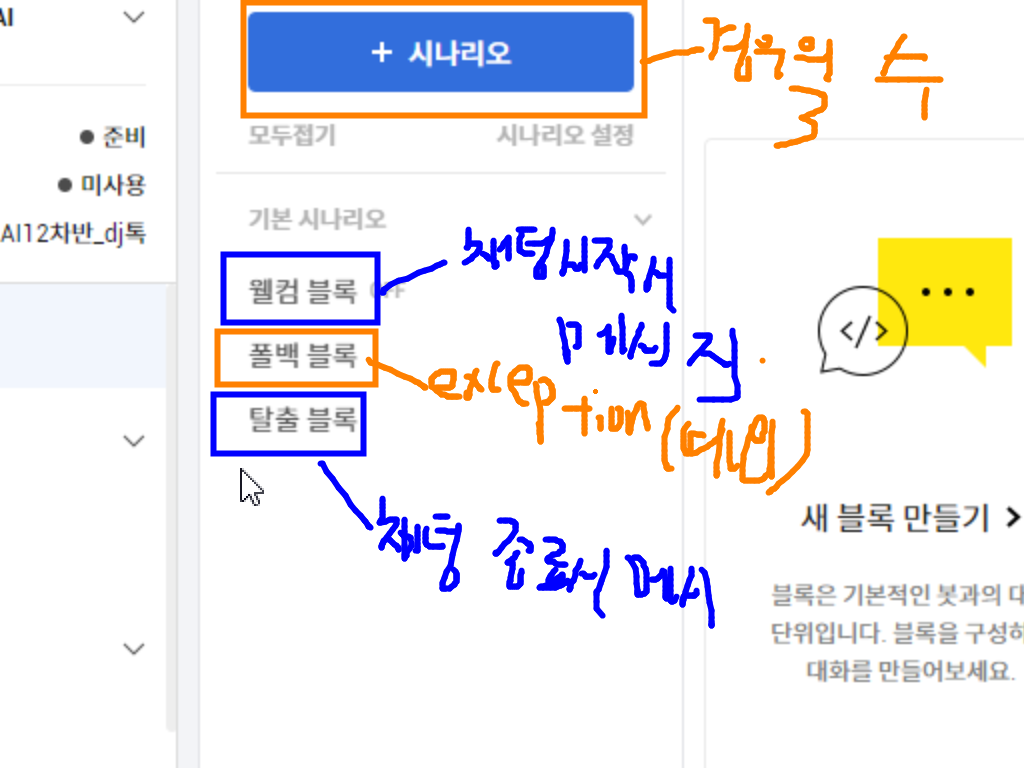 AI
+ 시나리오
경우의 수
준비
모두접기
시나리오 설정
미사용
AI12차반_dj톡
기본 시나리오
채팅시작시
웰컴 블록
메시지
폴백 블록
exception(예외)
탈출 블록
채팅 종료시 메시
새 블록 만들기
블록은 기본적인 봇과의 대
단위입니다. 블록을 구성하
대화를 만들어보세요.